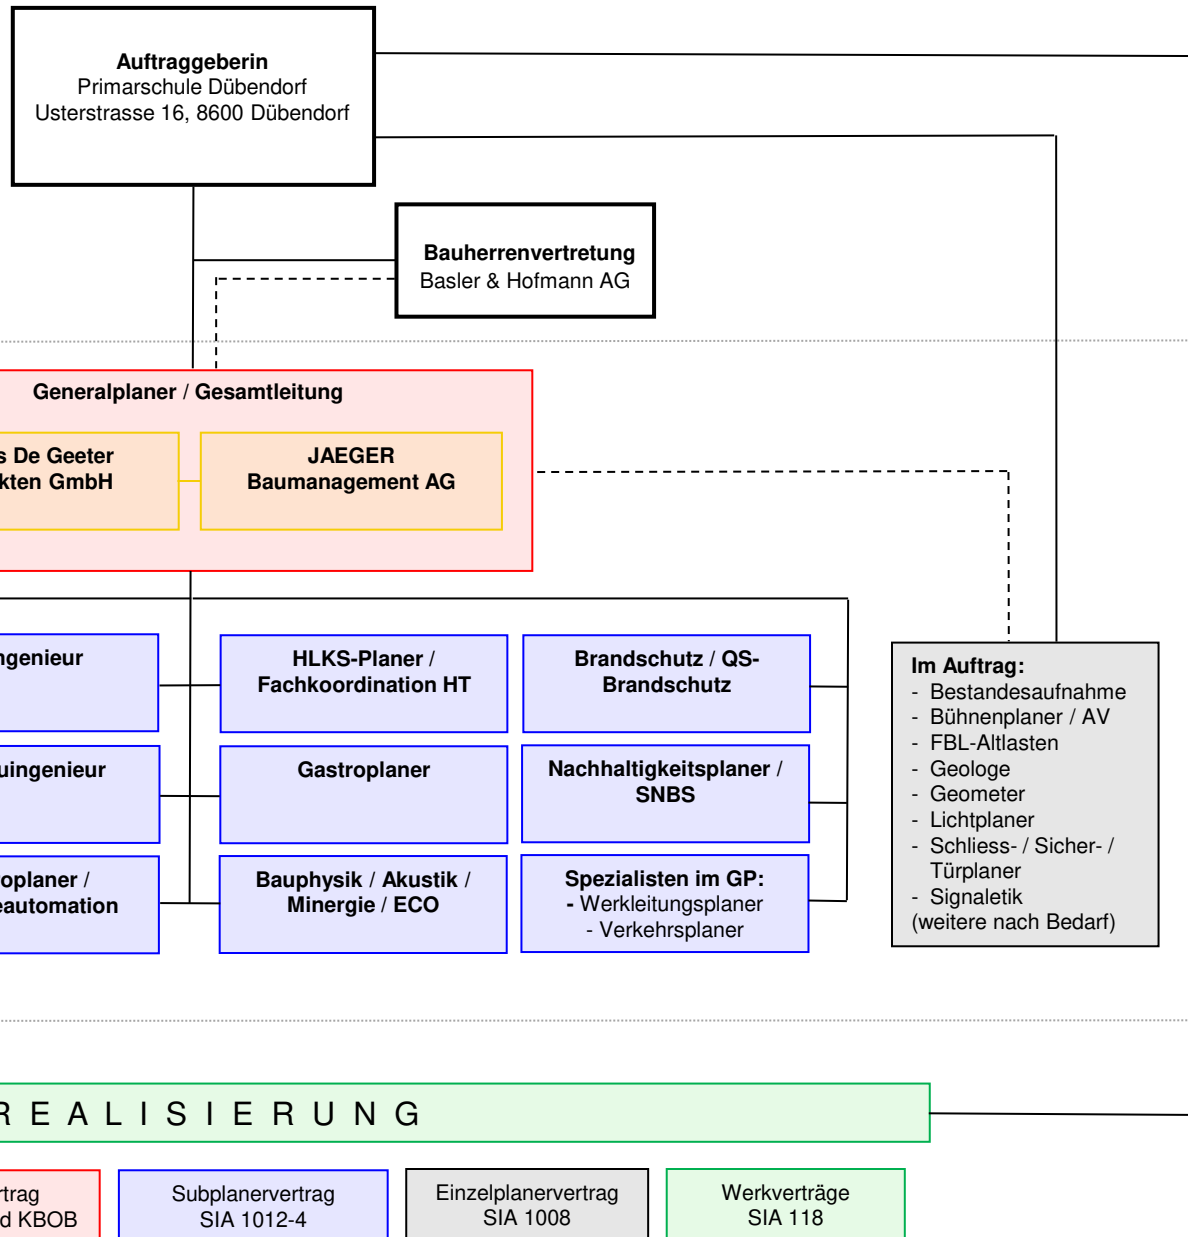 Auftraggeberin
Primarschule Dübendorf
Usterstrasse 16, 8600 Dübendorf
Bauherrenvertretung
Basler & Hofmann AG
Generalplaner / Gesamtleitung
s De Geeter
kten GmbH
JAEGER
Baumanagement AG
ngenieur
HLKS-Planer /
Fachkoordination HT
Brandschutz / QS-
Brandschutz
uingenieur
Gastroplaner
Nachhaltigkeitsplaner /
SNBS
oplaner /
eautomation
Bauphysik / Akustik /
Minergie / ECO
Spezialisten im GP:
- Werkleitungsplaner
- Verkehrsplaner
Im Auftrag:
- Bestandesaufnahme
- Bühnenplaner / AV
- FBL-Altlasten
- Geologe
- Geometer
- Lichtplaner
- Schliess- / Sicher- /
Türplaner
- Signaletik
(weitere nach Bedarf)
R E A L I S I E R U N G
rtrag
d KBOB
Subplanervertrag
SIA 1012-4
Einzelplanervertrag
SIA 1008
Werkverträge
SIA 118